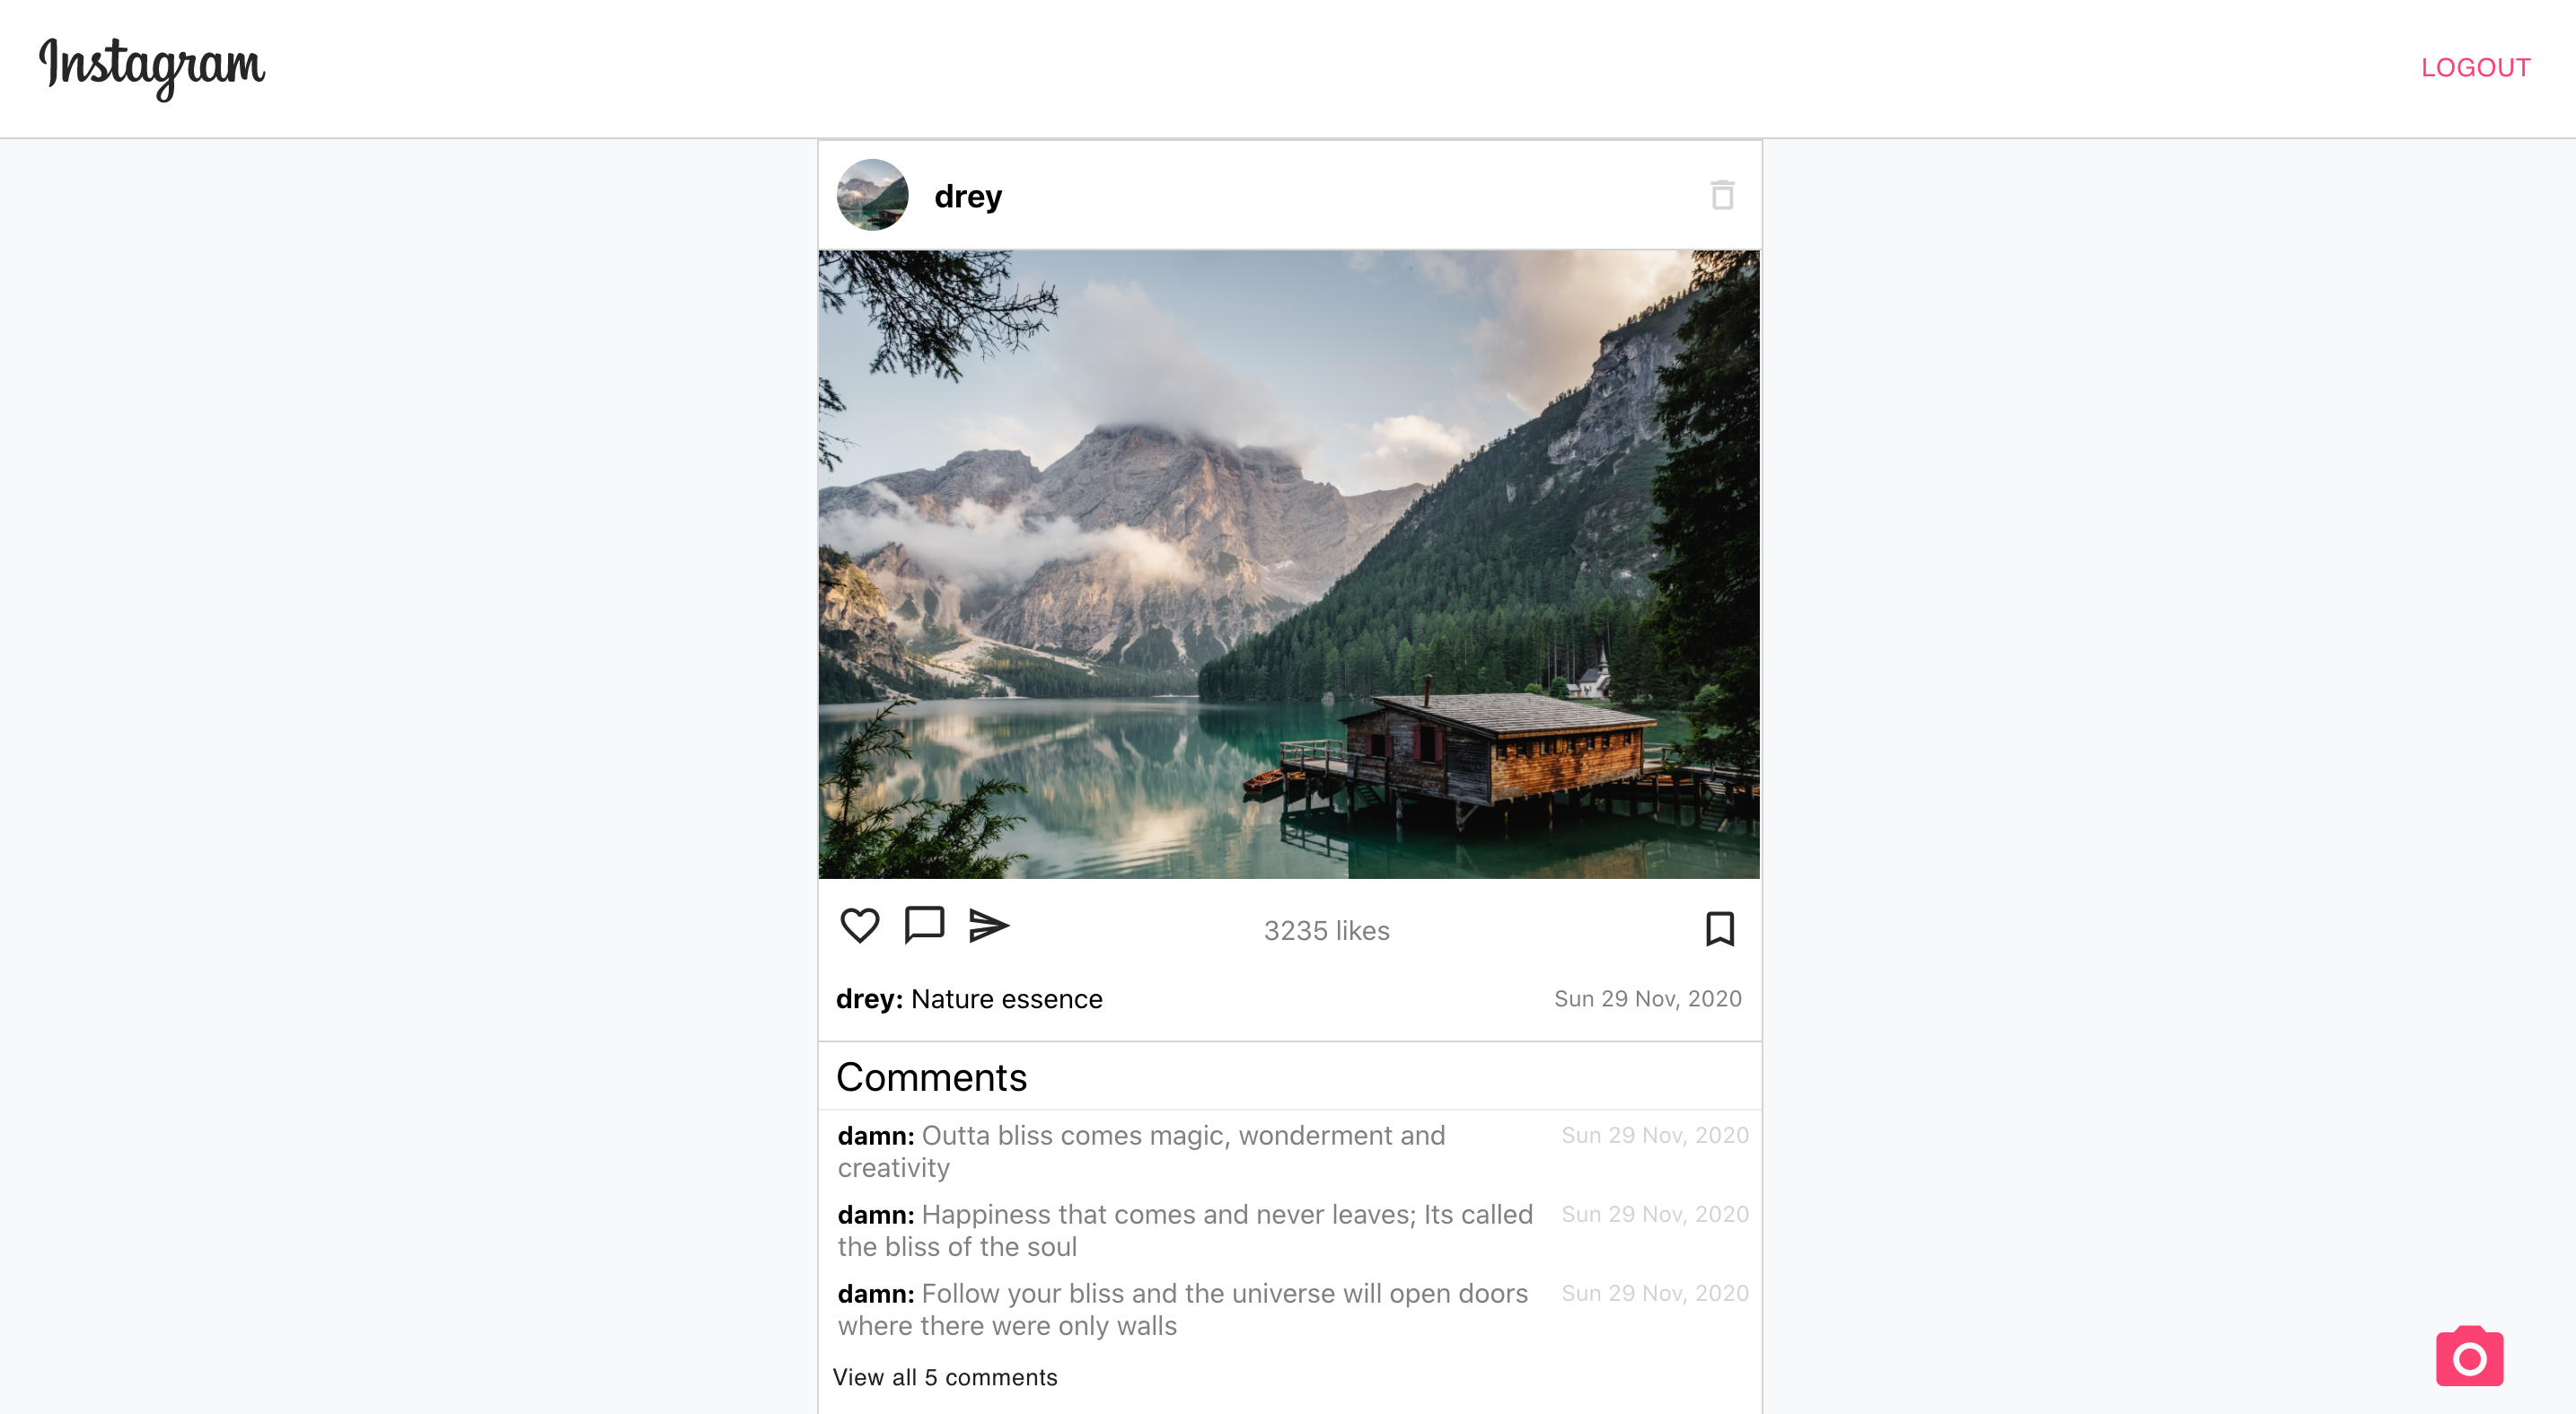 Instagram
LOGOUT
drey
3235 likes
drey: Nature essence
Sun 29 Nov, 2020
Comments
damn: Outta bliss comes magic, wonderment and
creativity
Sun 29 Nov, 2020
damn: Happiness that comes and never leaves; Its called
the bliss of the soul
Sun 29 Nov, 2020
damn: Follow your bliss and the universe will open doors
where there were only walls
Sun 29 Nov, 2020
View all 5 comments